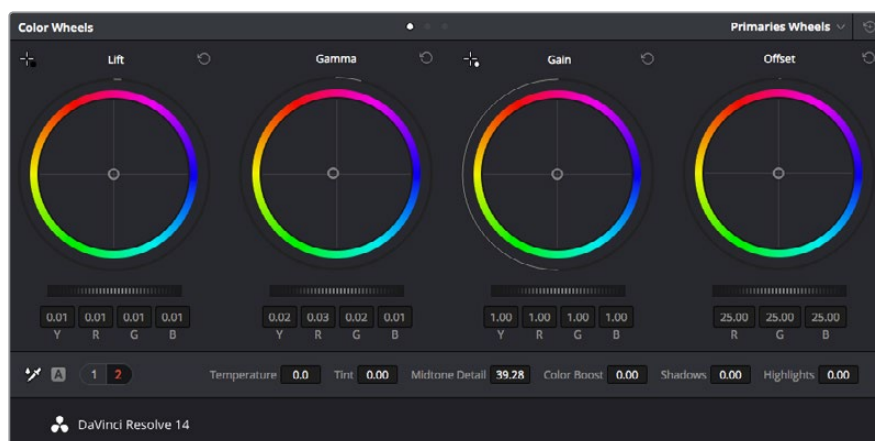 Color Wheels Primaries Wheels
Lift Gamma Gain Offset
0.01 0.01 0.01 0.01 0.02 0.03 0.02 0.01 1.00 1.00 1.00 1.00 25.00 25.00 25.00
Y R G B Y R G B Y R G B R G B
A 1 2 Temperature 0.0 Tint 0.00 Midtone Detail 39.28 Color Boost 0.00 Shadows 0.00 Highlights 0.00
DaVinci Resolve 14